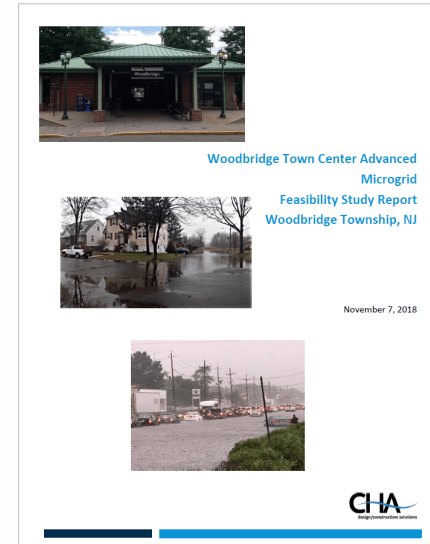 Woodbridge
Woodbridge Town Center Advanced
Microgrid
Feasibility Study Report
Woodbridge Township, NJ
November 7, 2018
CHA
design/construction solutions